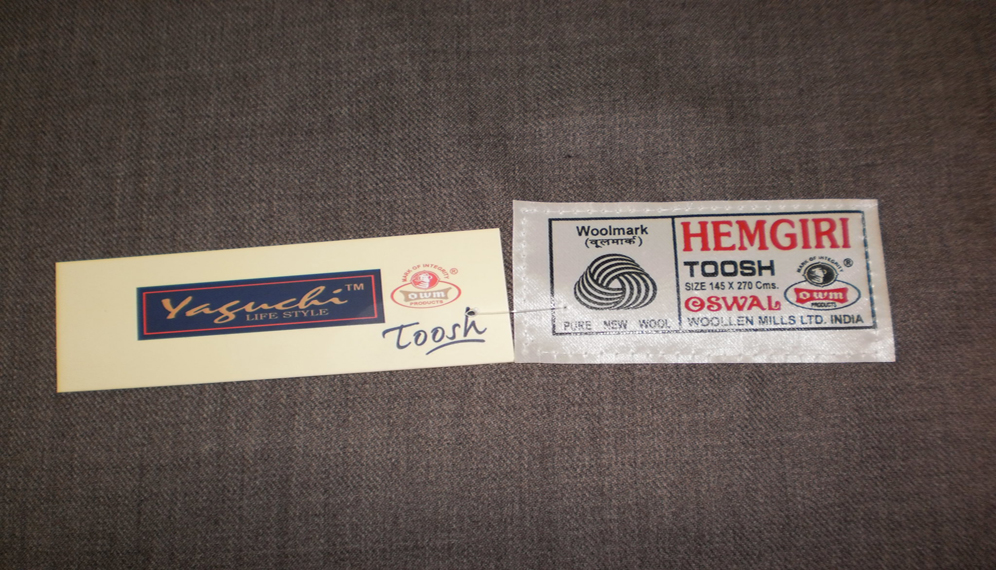 Yaguchi™
LIFE STYLE
MARK OF INTEGRITY ®
owm
PRODUCTS
Toosh
Woolmark
(वूलमार्क)
PURE NEW WOOL
HEMGIRI
TOOSH
SIZE 145 X 270 Cms.
OSWAL
WOOLLEN MILLS LTD. INDIA
MARK OF INTEGRITY ®
owm
PRODUCTS